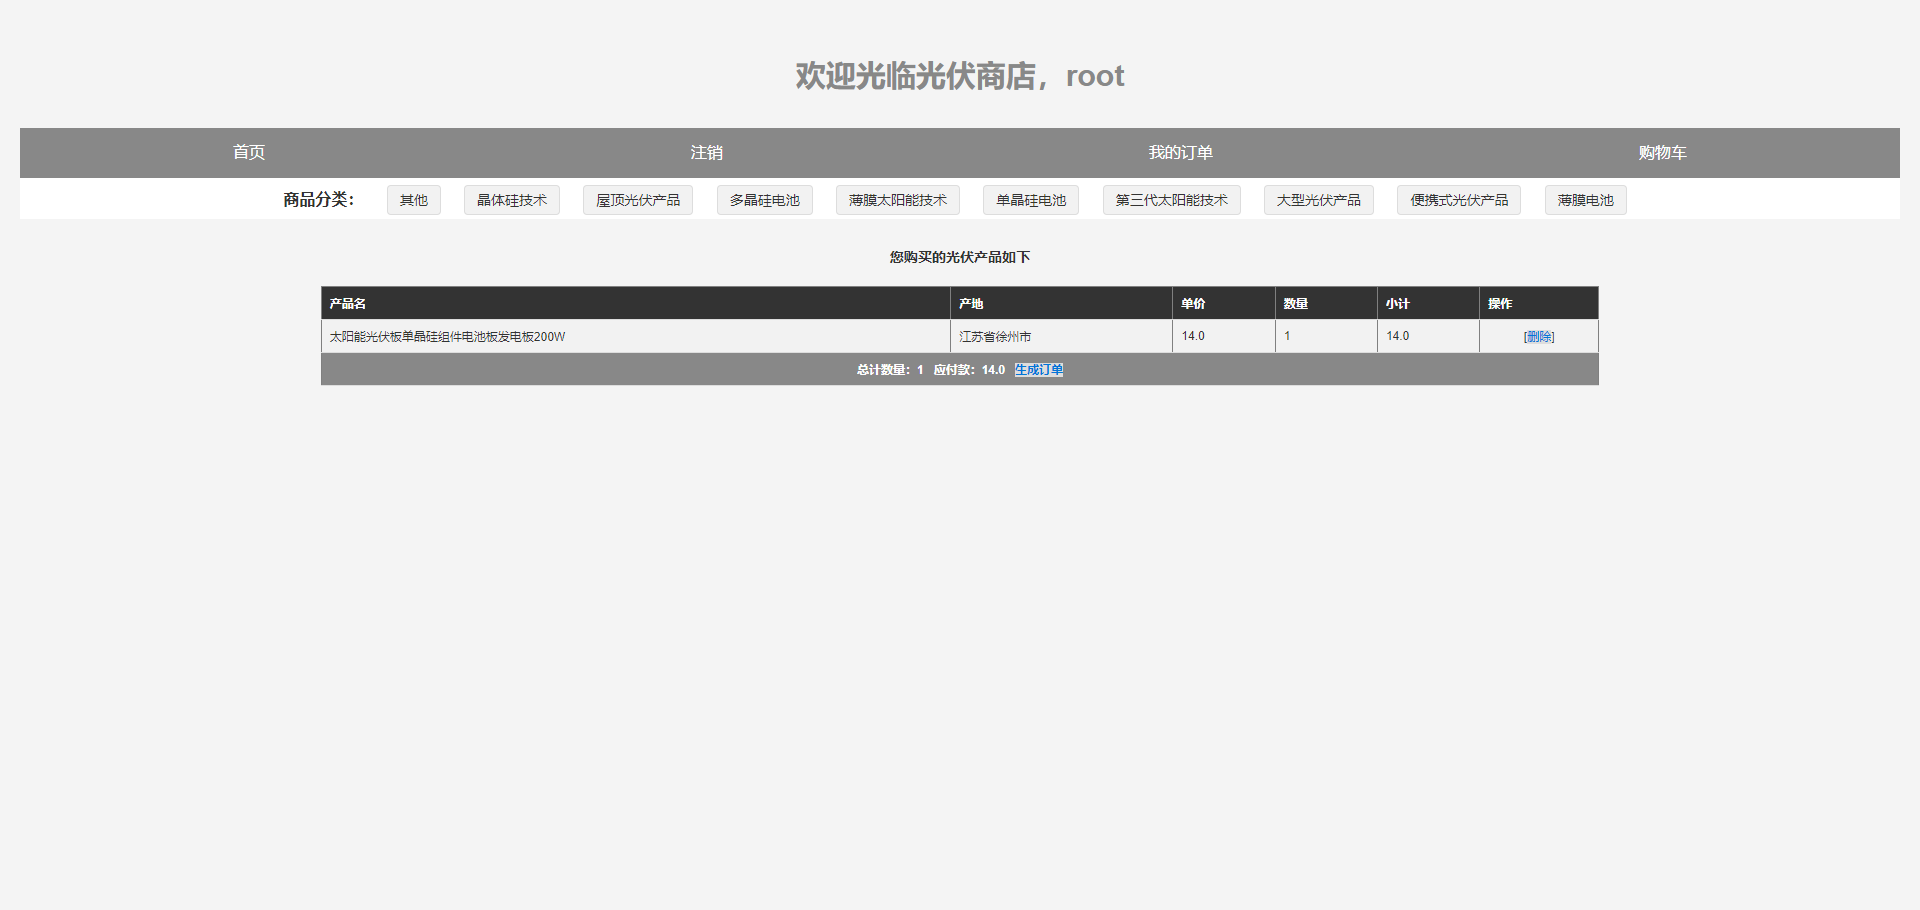 欢迎光临光伏商店，root
首页 注销 我的订单 购物车
商品分类： 其他 晶体硅技术 屋顶光伏产品 多晶硅电池 薄膜太阳能技术 单晶硅电池 第三代太阳能技术 大型光伏产品 便携式光伏产品 薄膜电池
您购买的光伏产品如下
产品名 产地 单价 数量 小计 操作
太阳能光伏板单晶硅组件电池板发电板200W 江苏省徐州市 14.0 1 14.0 [删除]
总计数量：1 应付款：14.0 生成订单